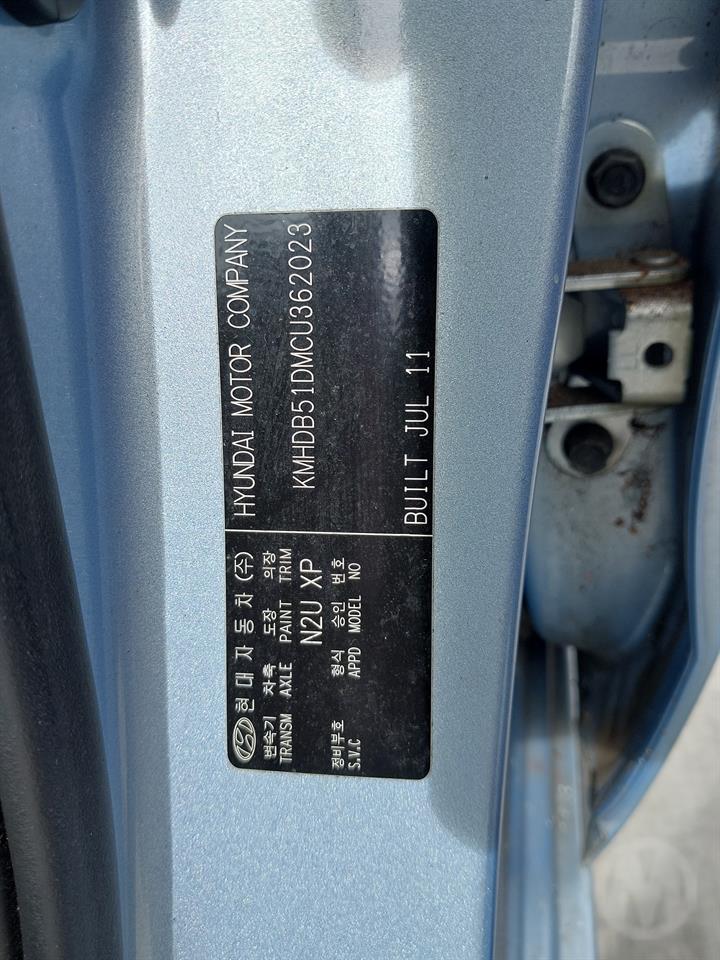 현대자동차(주) HYUNDAI MOTOR COMPANY
변속기 차축 도장 의장
TRANSM AXLE PAINT TRIM
KMHDB51DMCU362023
N2U XP
정비부호 형식 승인 번호
S.V.C APPD MODEL NO
BUILT JUL 11